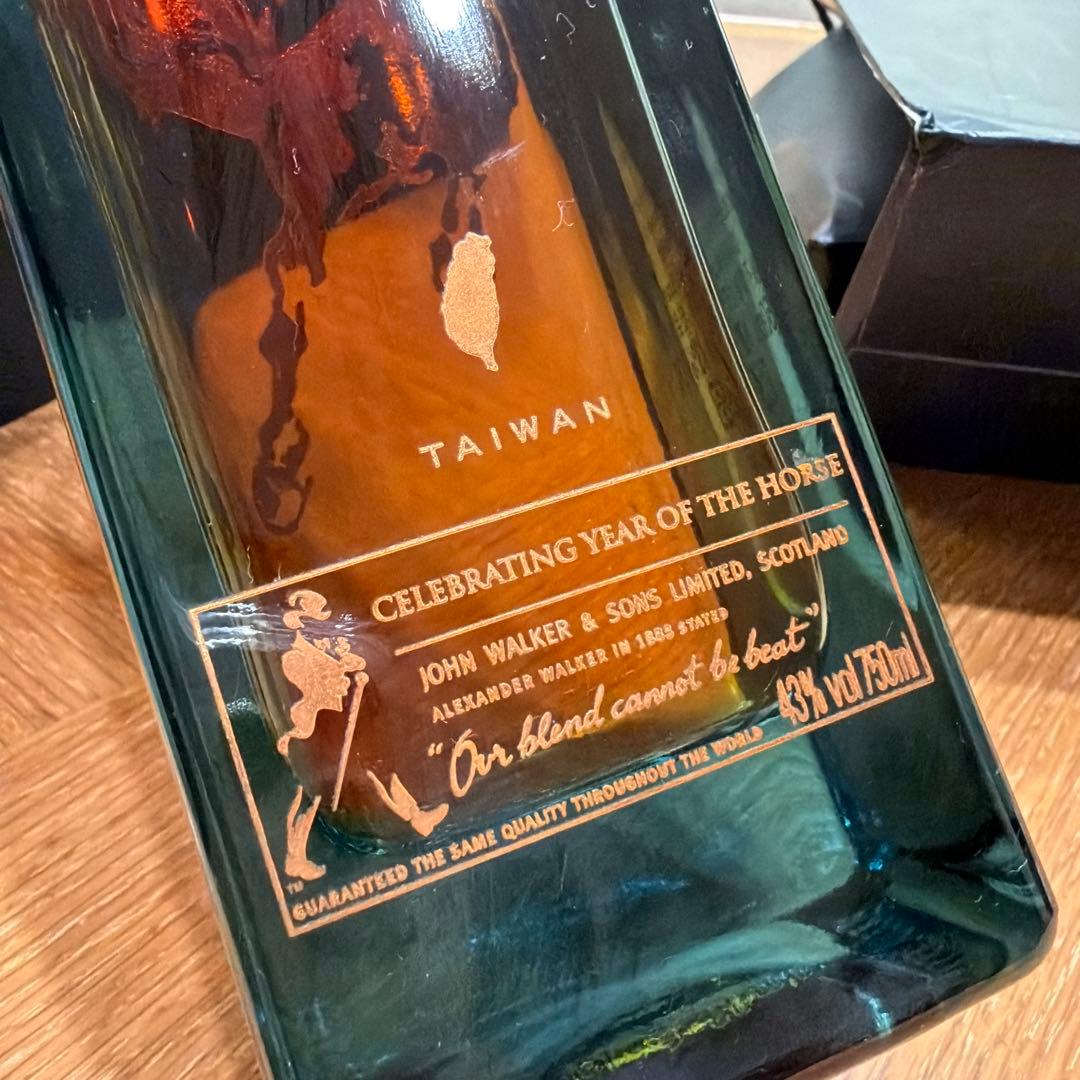 TAIWAN
CELEBRATING YEAR OF THE HORSE
JOHN WALKER & SONS LIMITED, SCOTLAND
ALEXANDER WALKER IN 1888 STATED
“Our blend cannot be beat”
43% vol 750ml
TM
GUARANTEED THE SAME QUALITY THROUGHOUT THE WORLD